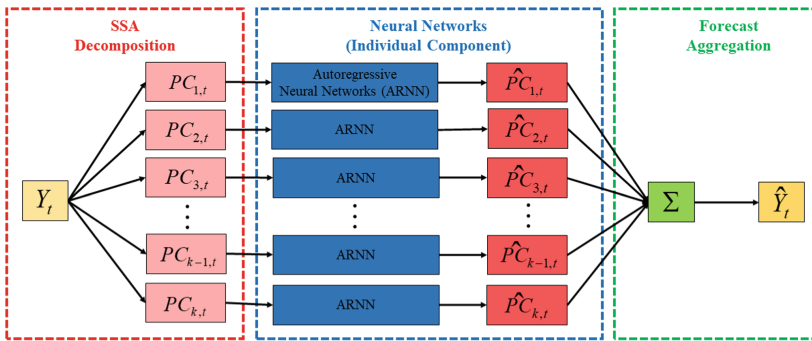 SSA
Decomposition
Neural Networks
(Individual Component)
Forecast
Aggregation
Y_t
PC_{1,t}
Autoregressive
Neural Networks (ARNN)
P̂C_{1,t}
PC_{2,t}
ARNN
P̂C_{2,t}
PC_{3,t}
ARNN
P̂C_{3,t}
⋮ ⋮ ⋮
PC_{k−1,t}
ARNN
P̂C_{k−1,t}
PC_{k,t}
ARNN
P̂C_{k,t}
Σ
Ŷ_t